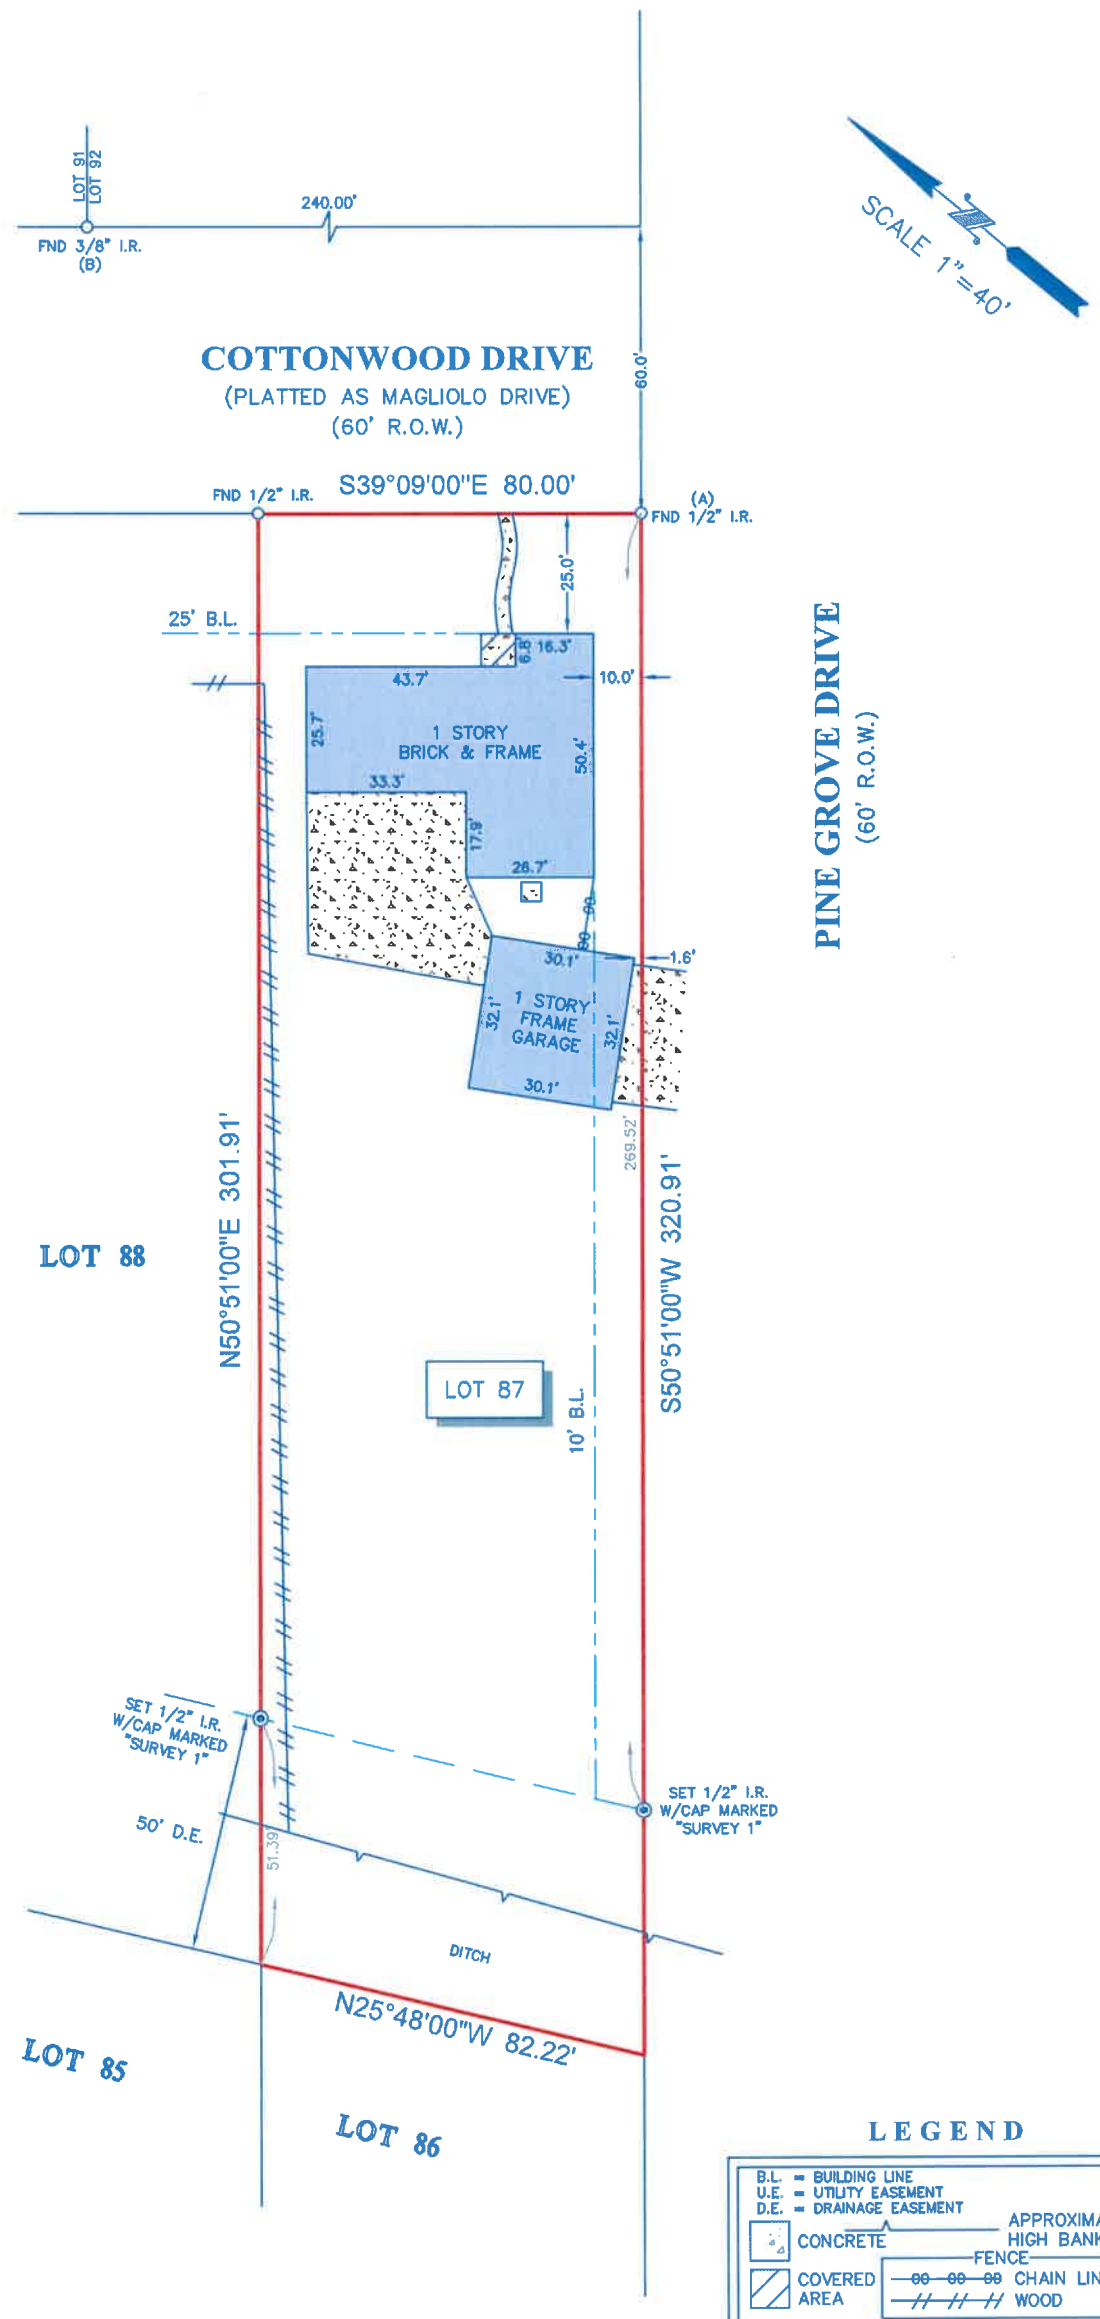 LOT 91
LOT 92
240.00'
FND 3/8" I.R.
(B)
SCALE 1"=40'
COTTONWOOD DRIVE
(PLATTED AS MAGLIOLO DRIVE)
(60' R.O.W.)
60.0'
S39°09'00"E 80.00'
FND 1/2" I.R.
(A)
FND 1/2" I.R.
25.0'
25' B.L.
6.8'
16.3'
43.7'
10.0'
25.7'
1 STORY
BRICK & FRAME
50.4'
33.3'
17.9'
26.7'
PINE GROVE DRIVE
(60' R.O.W.)
30.1'
1.6'
32.1'
1 STORY
FRAME
GARAGE
32.1'
30.1'
269.52'
N50°51'00"E 301.91'
S50°51'00"W 320.91'
LOT 88
LOT 87
10' B.L.
SET 1/2" I.R.
W/CAP MARKED
"SURVEY 1"
SET 1/2" I.R.
W/CAP MARKED
"SURVEY 1"
50' D.E.
51.39'
DITCH
N25°48'00"W 82.22'
LOT 85
LOT 86
LEGEND
B.L. = BUILDING LINE
U.E. = UTILITY EASEMENT
D.E. = DRAINAGE EASEMENT
CONCRETE
APPROXIMA
HIGH BANK
FENCE
COVERED
AREA
CHAIN LIN
WOOD